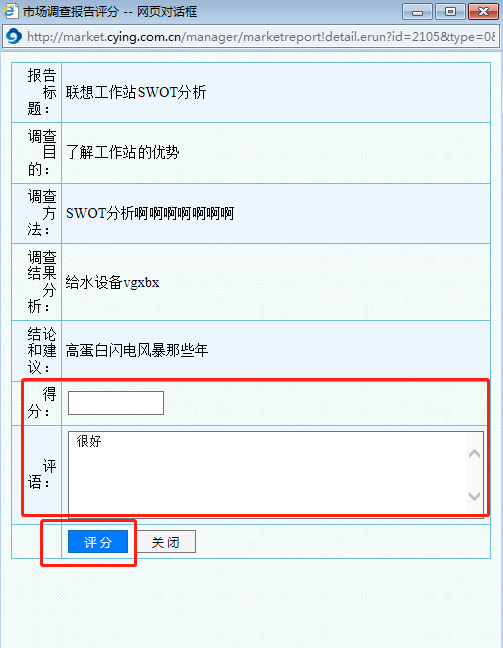 市场调查报告评分 -- 网页对话框
http://market.cying.com.cn/manager/marketreport!detail.erun?id=2105&type=08
报告
标
题：
联想工作站SWOT分析
调查
目
的：
了解工作站的优势
调查
方
法：
SWOT分析啊啊啊啊啊啊啊
调查
结果
分
析：
给水设备vgxbx
结论
和建
议：
高蛋白闪电风暴那些年
得
分：
评
语：
很好
评 分
关 闭